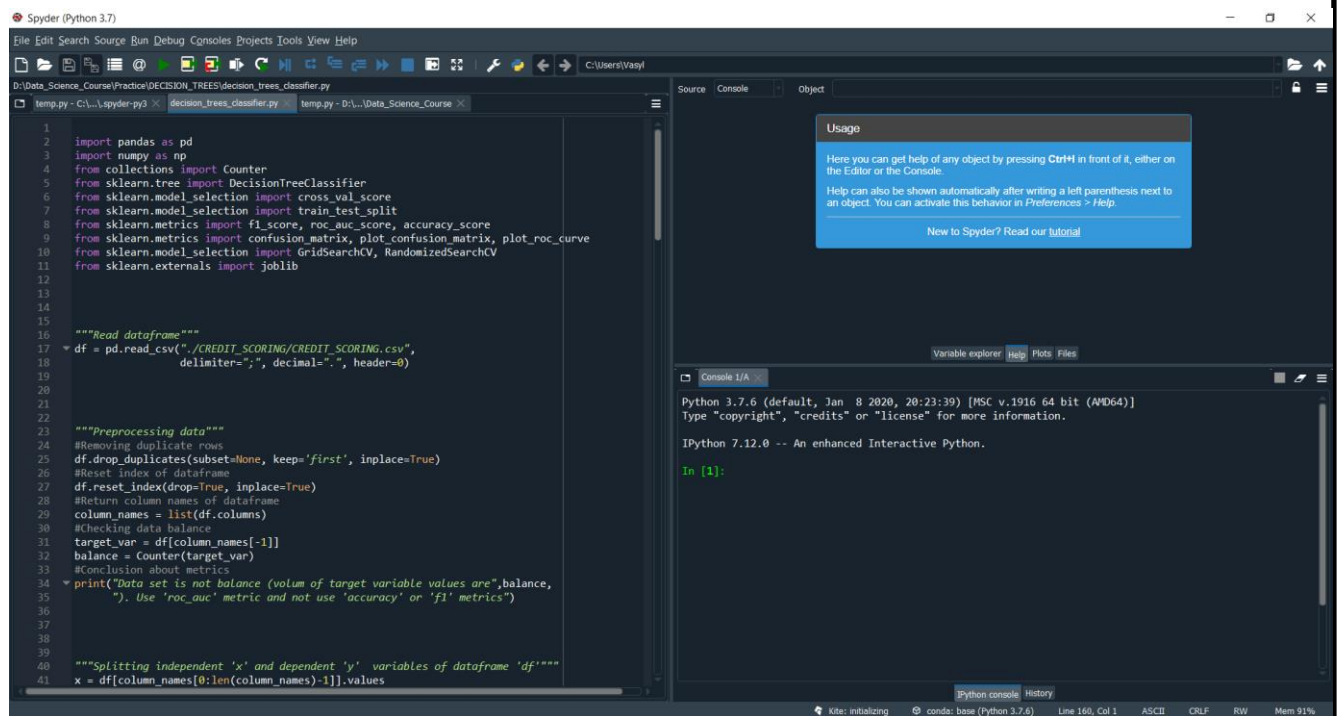 Spyder (Python 3.7)
File Edit Search Source Run Debug Consoles Projects Tools View Help
C:\Users\Vasyl
D:\Data_Science_Course\Practice\DECISION_TREES\decision_trees_classifier.py
temp.py - C:\...\.spyder-py3
decision_trees_classifier.py
temp.py - D:\...\Data_Science_Course
1
2 import pandas as pd
3 import numpy as np
4 from collections import Counter
5 from sklearn.tree import DecisionTreeClassifier
6 from sklearn.model_selection import cross_val_score
7 from sklearn.model_selection import train_test_split
8 from sklearn.metrics import f1_score, roc_auc_score, accuracy_score
9 from sklearn.metrics import confusion_matrix, plot_confusion_matrix, plot_roc_curve
10 from sklearn.model_selection import GridSearchCV, RandomizedSearchCV
11 from sklearn.externals import joblib
12
13
14
15
16 """Read dataframe"""
17 df = pd.read_csv("./CREDIT_SCORING/CREDIT_SCORING.csv",
18 delimiter=";", decimal=".", header=0)
19
20
21
22
23 """Preprocessing data"""
24 #Removing duplicate rows
25 df.drop_duplicates(subset=None, keep='first', inplace=True)
26 #Reset index of dataframe
27 df.reset_index(drop=True, inplace=True)
28 #Return column names of dataframe
29 column_names = list(df.columns)
30 #Checking data balance
31 target_var = df[column_names[-1]]
32 balance = Counter(target_var)
33 #Conclusion about metrics
34 print("Data set is not balance (volum of target variable values are",balance,
35 "). Use 'roc_auc' metric and not use 'accuracy' or 'f1' metrics")
36
37
38
39
40 """Splitting independent 'x' and dependent 'y'  variables of dataframe 'df'"""
41 x = df[column_names[0:len(column_names)-1]].values
Source Console Object
Usage
Here you can get help of any object by pressing Ctrl+I in front of it, either on
the Editor or the Console.
Help can also be shown automatically after writing a left parenthesis next to
an object. You can activate this behavior in Preferences > Help.
New to Spyder? Read our tutorial
Variable explorer Help Plots Files
Console 1/A
Python 3.7.6 (default, Jan  8 2020, 20:23:39) [MSC v.1916 64 bit (AMD64)]
Type "copyright", "credits" or "license" for more information.
IPython 7.12.0 -- An enhanced Interactive Python.
In [1]:
IPython console History
Kite: initializing conda: base (Python 3.7.6) Line 160, Col 1 ASCII CRLF RW Mem 91%